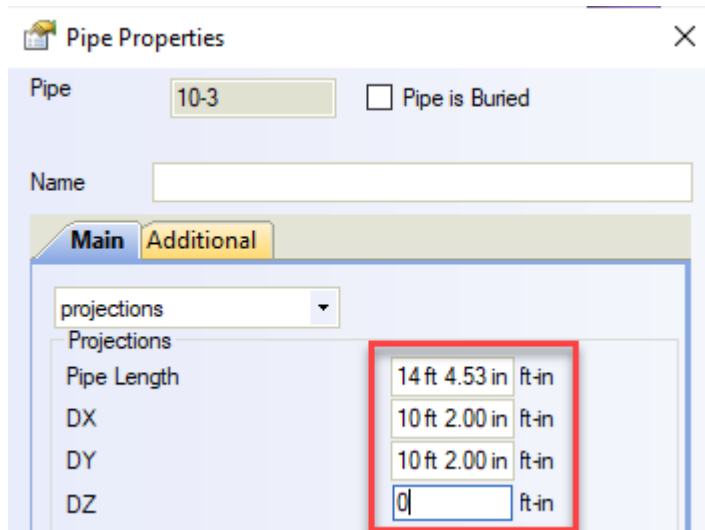 Pipe Properties
Pipe 10-3 Pipe is Buried
Name
Main Additional
projections
Projections
Pipe Length 14 ft 4.53 in ft-in
DX 10 ft 2.00 in ft-in
DY 10 ft 2.00 in ft-in
DZ 0 ft-in